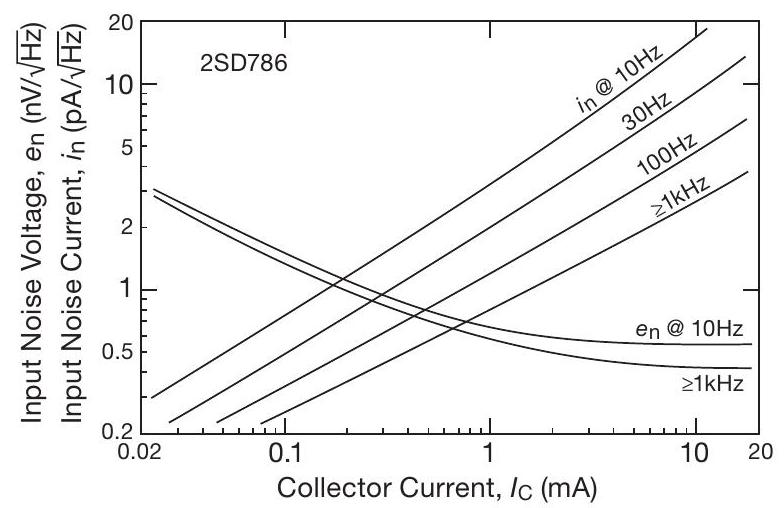 Input Noise Voltage, en (nV/√Hz)
Input Noise Current, in (pA/√Hz)
20
10
5
2
1
0.5
0.2
2SD786
in @ 10Hz
30Hz
100Hz
≥1kHz
en @ 10Hz
≥1kHz
0.02
0.1
1
10
20
Collector Current, IC (mA)